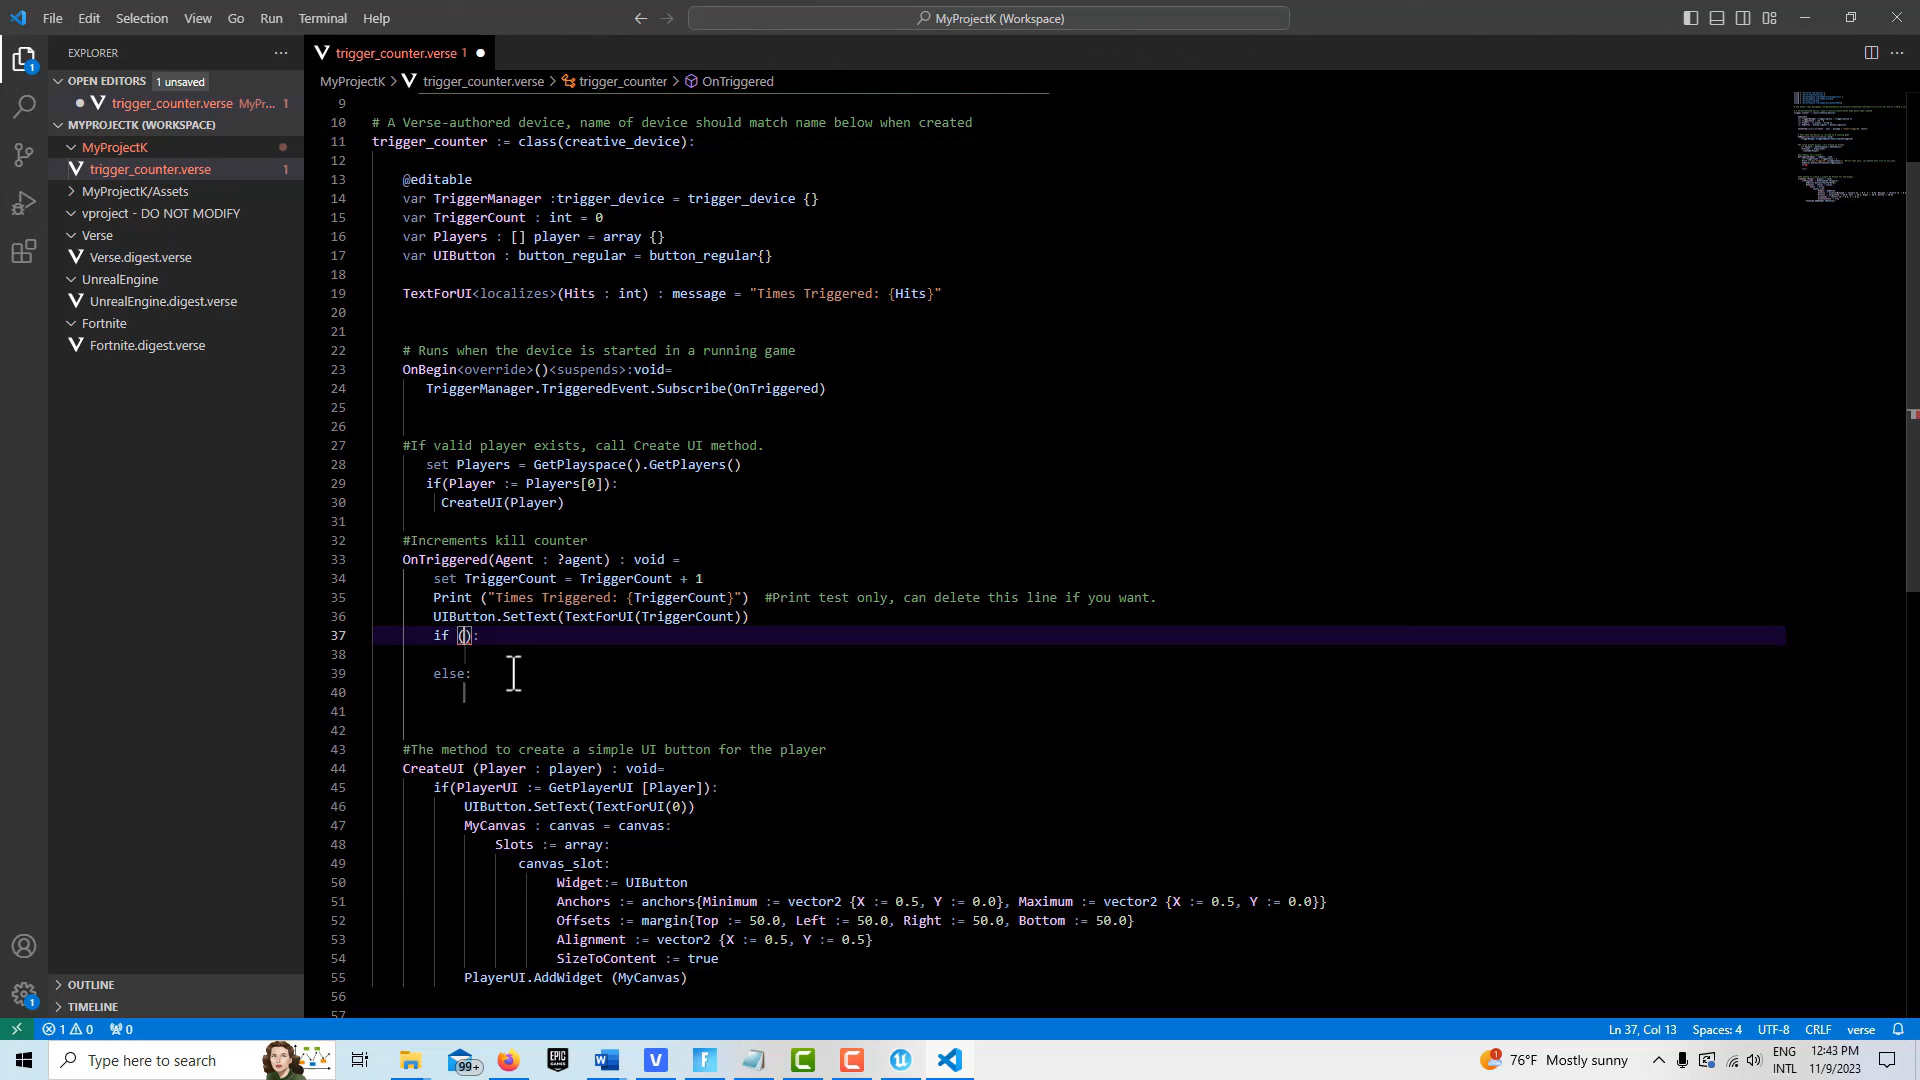 File Edit Selection View Go Run Terminal Help
MyProjectK (Workspace)
EXPLORER
OPEN EDITORS 1 unsaved
trigger_counter.verse MyPr... 1
MYPROJECTK (WORKSPACE)
MyProjectK
trigger_counter.verse 1
MyProjectK/Assets
vproject - DO NOT MODIFY
Verse
Verse.digest.verse
UnrealEngine
UnrealEngine.digest.verse
Fortnite
Fortnite.digest.verse
OUTLINE
TIMELINE
trigger_counter.verse 1
MyProjectK > trigger_counter.verse > trigger_counter > OnTriggered
9
10 # A Verse-authored device, name of device should match name below when created
11 trigger_counter := class(creative_device):
12
13 @editable
14 var TriggerManager :trigger_device = trigger_device {}
15 var TriggerCount : int = 0
16 var Players : [] player = array {}
17 var UIButton : button_regular = button_regular{}
18
19 TextForUI<localizes>(Hits : int) : message = "Times Triggered: {Hits}"
20
21
22 # Runs when the device is started in a running game
23 OnBegin<override>()<suspends>:void=
24 TriggerManager.TriggeredEvent.Subscribe(OnTriggered)
25
26
27 #If valid player exists, call Create UI method.
28 set Players = GetPlayspace().GetPlayers()
29 if(Player := Players[0]):
30 CreateUI(Player)
31
32 #Increments kill counter
33 OnTriggered(Agent : ?agent) : void =
34 set TriggerCount = TriggerCount + 1
35 Print ("Times Triggered: {TriggerCount}") #Print test only, can delete this line if you want.
36 UIButton.SetText(TextForUI(TriggerCount))
37 if ():
38
39 else:
40
41
42
43 #The method to create a simple UI button for the player
44 CreateUI (Player : player) : void=
45 if(PlayerUI := GetPlayerUI [Player]):
46 UIButton.SetText(TextForUI(0))
47 MyCanvas : canvas = canvas:
48 Slots := array:
49 canvas_slot:
50 Widget:= UIButton
51 Anchors := anchors{Minimum := vector2 {X := 0.5, Y := 0.0}, Maximum := vector2 {X := 0.5, Y := 0.0}}
52 Offsets := margin{Top := 50.0, Left := 50.0, Right := 50.0, Bottom := 50.0}
53 Alignment := vector2 {X := 0.5, Y := 0.5}
54 SizeToContent := true
55 PlayerUI.AddWidget (MyCanvas)
56
57
1 0 0 Ln 37, Col 13 Spaces: 4 UTF-8 CRLF verse
Type here to search 99+ EPIC GAMES 76°F Mostly sunny ENG INTL 12:43 PM 11/9/2023